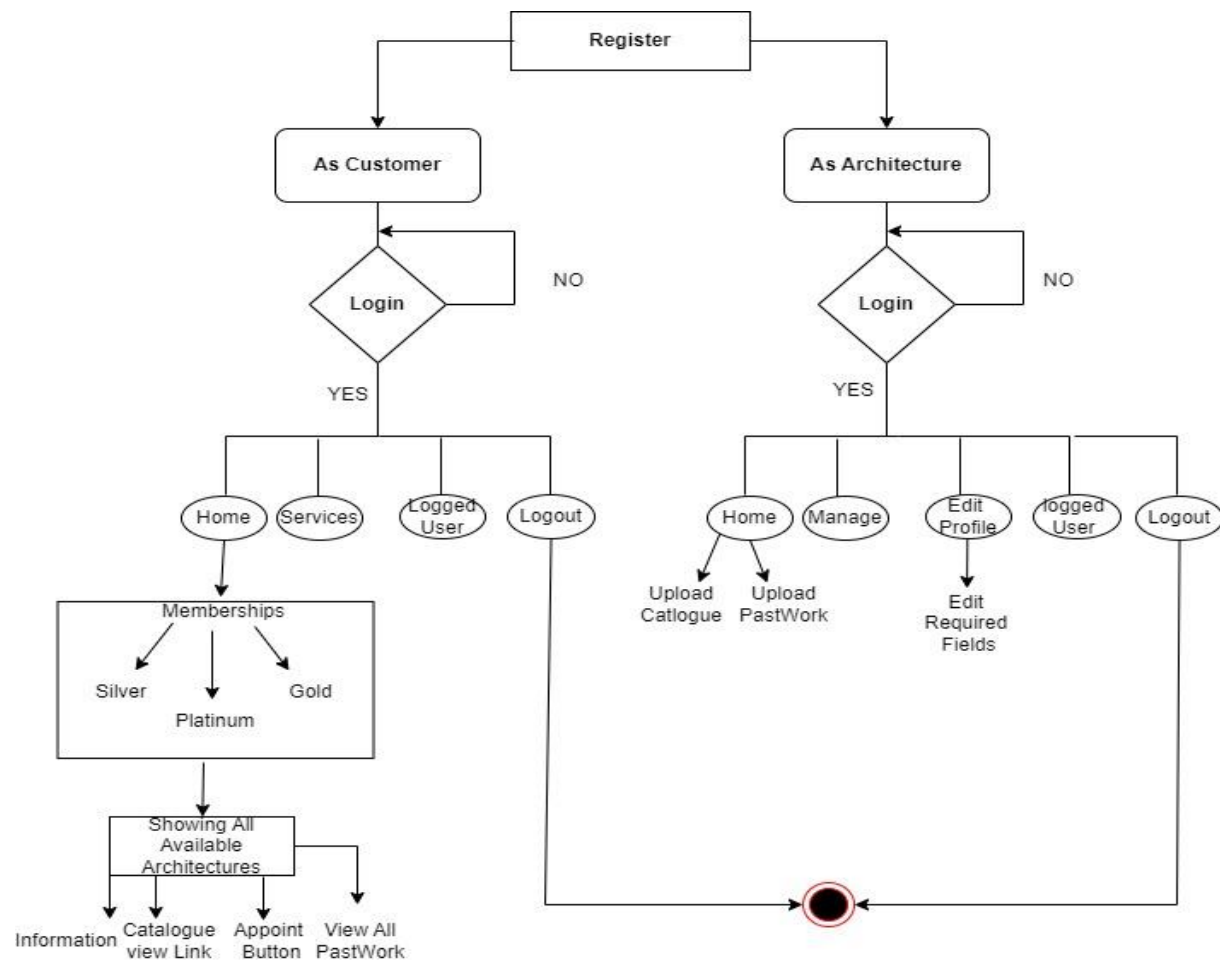 Register
As Customer
As Architecture
NO
NO
Login
Login
YES
YES
Home
Services
Logged
User
Logout
Home
Manage
Edit
Profile
logged
User
Logout
Upload
Catlogue
Upload
PastWork
Edit
Required
Fields
Memberships
Silver
Gold
Platinum
Showing All
Available
Architectures
Information
Catalogue
view Link
Appoint
Button
View All
PastWork